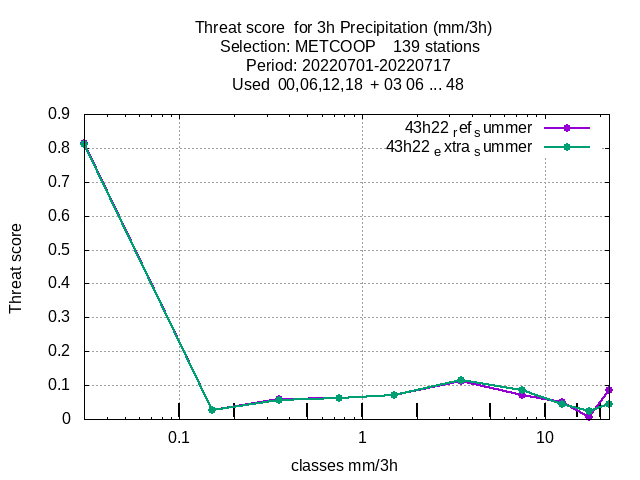 Threat score  for 3h Precipitation (mm/3h)
Selection: METCOOP    139 stations
Period: 20220701-20220717
Used  00,06,12,18  + 03 06 ... 48
43h22 ref summer
43h22 extra summer
0.9
0.8
0.7
0.6
0.5
0.4
0.3
0.2
0.1
0
Threat score
0.1 1 10
classes mm/3h